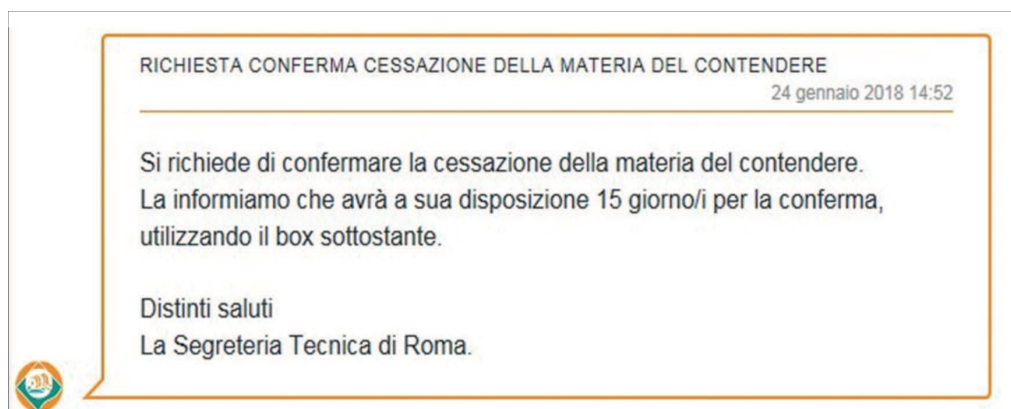 RICHIESTA CONFERMA CESSAZIONE DELLA MATERIA DEL CONTENDERE
24 gennaio 2018 14:52
Si richiede di confermare la cessazione della materia del contendere.
La informiamo che avrà a sua disposizione 15 giorno/i per la conferma,
utilizzando il box sottostante.
Distinti saluti
La Segreteria Tecnica di Roma.